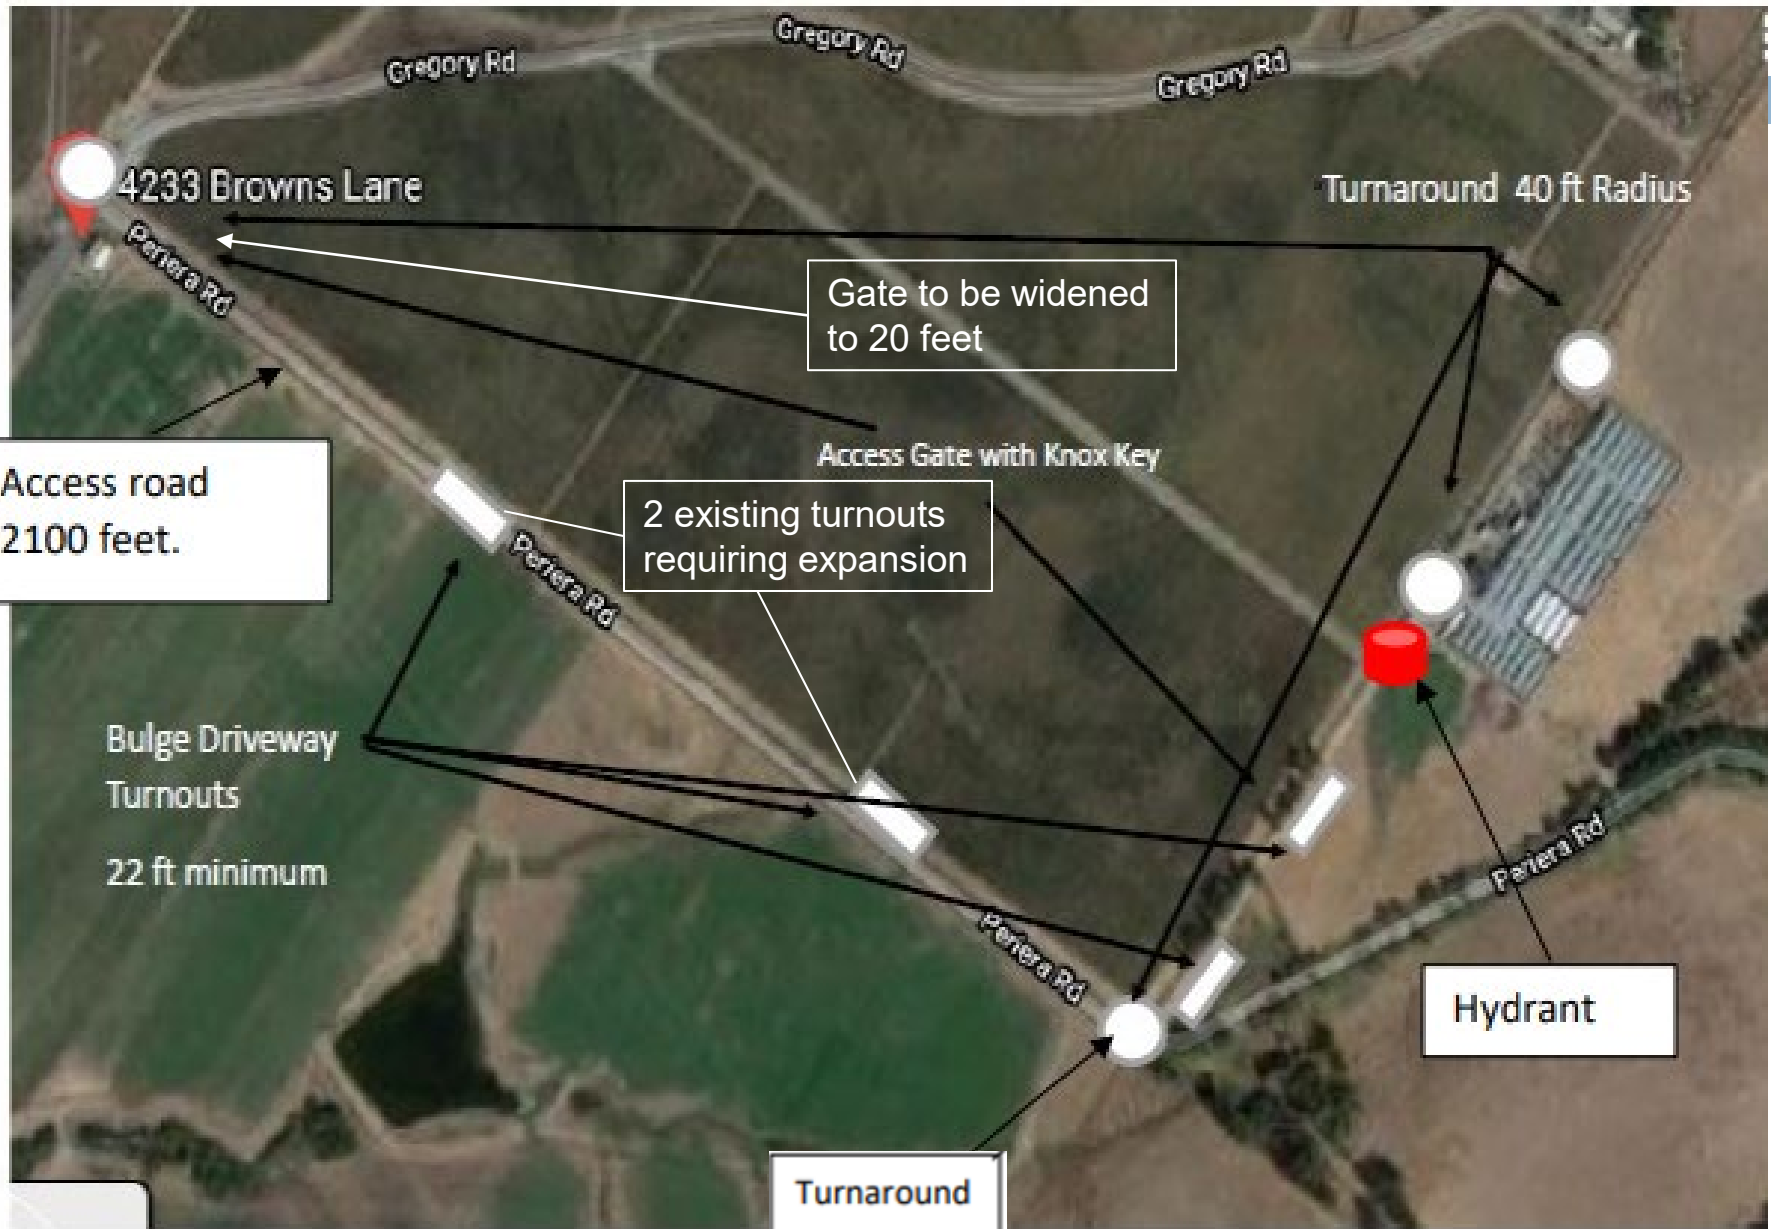 Gregory Rd
Gregory Rd
Gregory Rd
4233 Browns Lane
Turnaround 40 ft Radius
Periera Rd
Gate to be widened
to 20 feet
Access Gate with Knox Key
Access road
2100 feet.
2 existing turnouts
requiring expansion
Periera Rd
Bulge Driveway
Turnouts
22 ft minimum
Periera Rd
Periera Rd
Hydrant
Turnaround